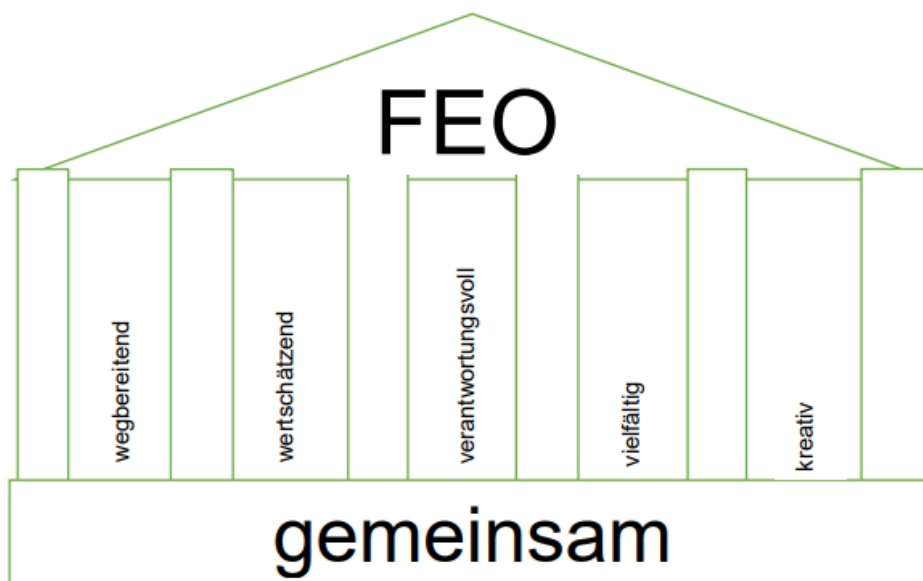 FEO
wegbereitend
wertschätzend
verantwortungsvoll
vielfältig
kreativ
gemeinsam